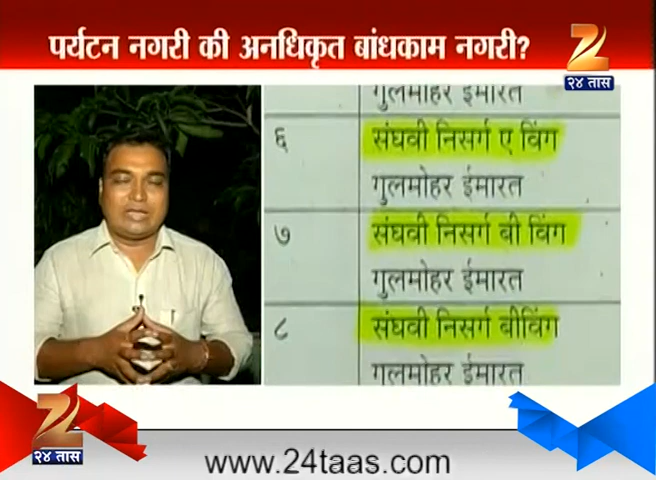 पर्यटन नगरी की अनधिकृत बांधकाम नगरी?
२४ तास
गुलमोहर ईमारत
६ संघवी निसर्ग ए विंग
गुलमोहर ईमारत
७ संघवी निसर्ग बी विंग
गुलमोहर ईमारत
८ संघवी निसर्ग बीविंग
गुलमोहर ईमारत
२४ तास
www.24taas.com